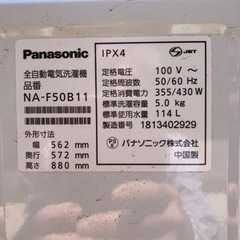 Panasonic
全自動電気洗濯機
品番
NA-F50B11
外形寸法
幅 562 mm
奥行 572 mm
高さ 880 mm
IPX4
JET
定格電圧 100 V～
定格周波数 50/60 Hz
定格消費電力 355/430 W
標準洗濯容量 5.0 kg
標準使用水量 114 L
製造番号 1813402929
パナソニック株式会社
中国製